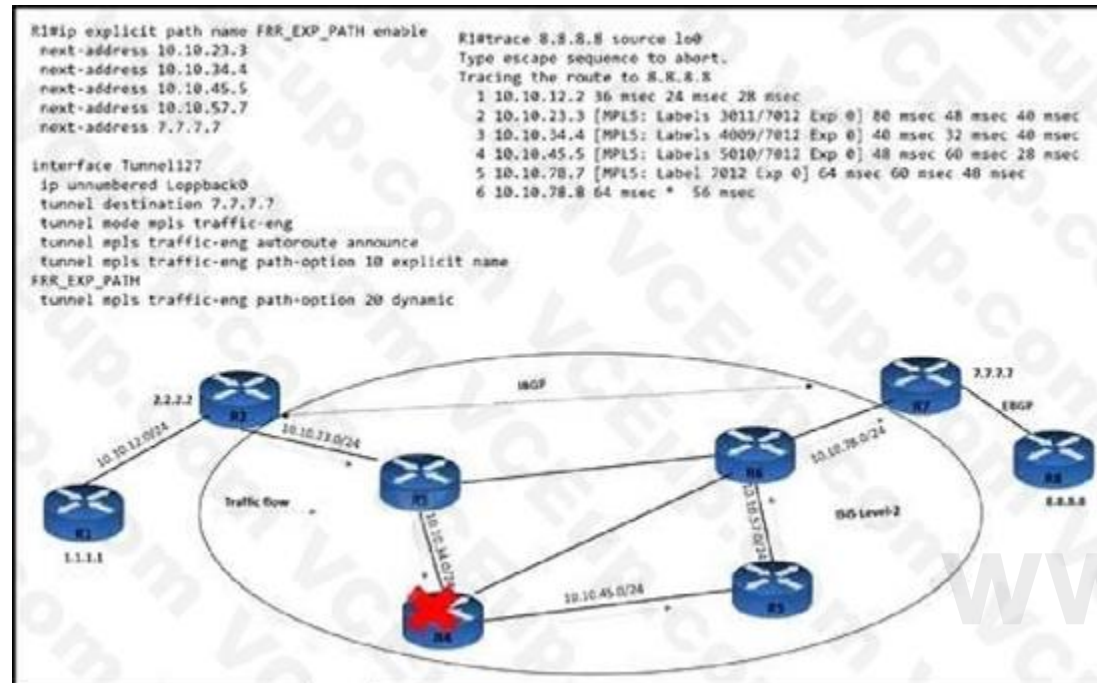 R1#ip explicit path name FRR_EXP_PATH enable
next-address 10.10.23.3
next-address 10.10.34.4
next-address 10.10.45.5
next-address 10.10.57.7
next-address 7.7.7.7
interface Tunnel127
ip unnumbered Loppback0
tunnel destination 7.7.7.7
tunnel mode mpls traffic-eng
tunnel mpls traffic-eng autoroute announce
tunnel mpls traffic-eng path-option 10 explicit name
FRR_EXP_PATH
tunnel mpls traffic-eng path-option 20 dynamic
R1#trace 8.8.8.8 source lo0
Type escape sequence to abort.
Tracing the route to 8.8.8.8
1 10.10.12.2 36 msec 24 msec 28 msec
2 10.10.23.3 [MPLS: Labels 3011/7012 Exp 0] 80 msec 48 msec 40 msec
3 10.10.34.4 [MPLS: Labels 4009/7012 Exp 0] 40 msec 32 msec 40 msec
4 10.10.45.5 [MPLS: Labels 5010/7012 Exp 0] 48 msec 60 msec 28 msec
5 10.10.78.7 [MPLS: Label 7012 Exp 0] 64 msec 60 msec 48 msec
6 10.10.78.8 64 msec * 56 msec
IBGP
7.7.7.7
2.2.2.2
R2
R7
EBGP
10.10.12.0/24
10.10.23.0/24
10.10.78.0/24
R6
R8
8.8.8.8
Traffic flow
10.10.34.0/24
10.10.57.0/24
ISIS Level-2
R1
1.1.1.1
10.10.45.0/24
R5
R4
VCEup.com